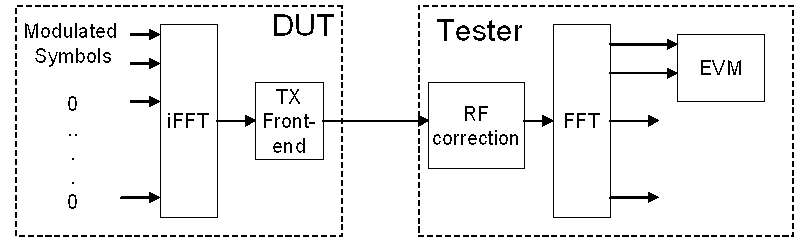 DUT
Modulated
Symbols
0
..
.
.
0
iFFT
TX
Front-
end
Tester
RF
correction
FFT
EVM